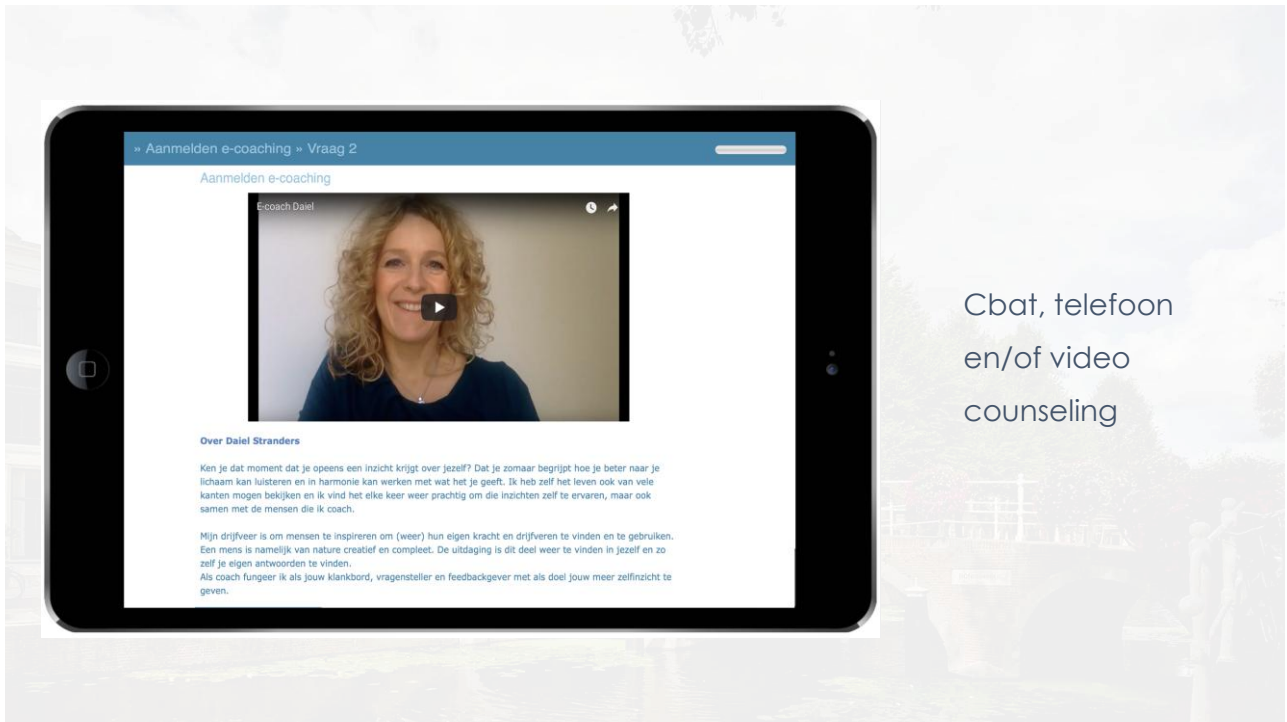 » Aanmelden e-coaching » Vraag 2
Aanmelden e-coaching
E-coach Daiel
Over Daiel Stranders
Ken je dat moment dat je opeens een inzicht krijgt over jezelf? Dat je zomaar begrijpt hoe je beter naar je
lichaam kan luisteren en in harmonie kan werken met wat het je geeft. Ik heb zelf het leven ook van vele
kanten mogen bekijken en ik vind het elke keer weer prachtig om die inzichten zelf te ervaren, maar ook
samen met de mensen die ik coach.
Mijn drijfveer is om mensen te inspireren om (weer) hun eigen kracht en drijfveren te vinden en te gebruiken.
Een mens is namelijk van nature creatief en compleet. De uitdaging is dit deel weer te vinden in jezelf en zo
zelf je eigen antwoorden te vinden.
Als coach fungeer ik als jouw klankbord, vragensteller en feedbackgever met als doel jouw meer zelfinzicht te
geven.
Cbat, telefoon
en/of video
counseling